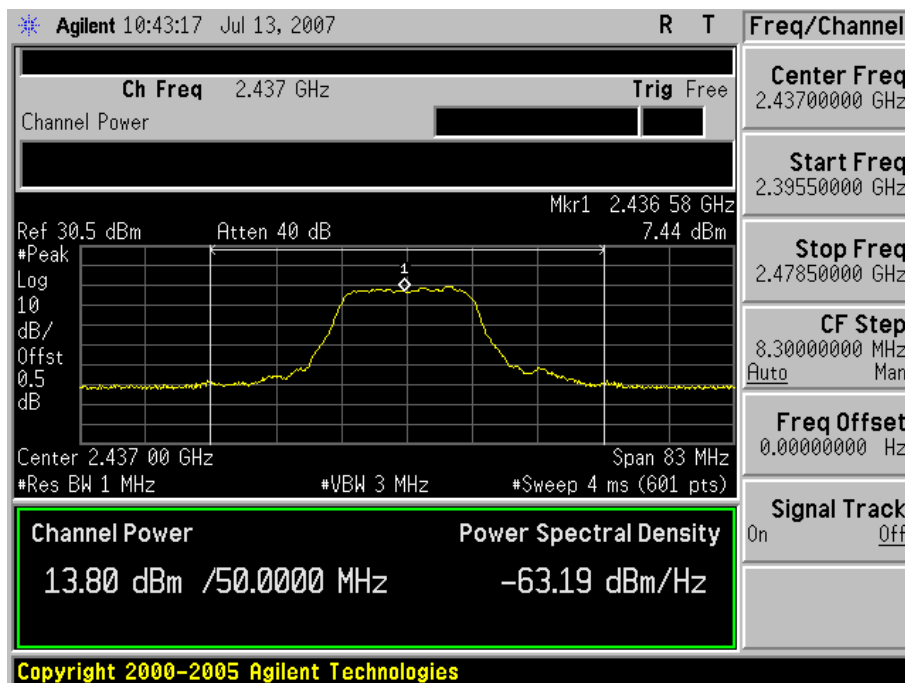 Agilent 10:43:17 Jul 13, 2007 R T
Freq/Channel
Ch Freq 2.437 GHz Trig Free
Channel Power
Mkr1 2.436 58 GHz
Ref 30.5 dBm Atten 40 dB 7.44 dBm
#Peak
Log
10
dB/
Offst
0.5
dB
1
Center 2.437 00 GHz Span 83 MHz
#Res BW 1 MHz #VBW 3 MHz #Sweep 4 ms (601 pts)
Channel Power Power Spectral Density
13.80 dBm /50.0000 MHz -63.19 dBm/Hz
Center Freq
2.43700000 GHz
Start Freq
2.39550000 GHz
Stop Freq
2.47850000 GHz
CF Step
8.30000000 MHz
Auto Man
Freq Offset
0.00000000 Hz
Signal Track
On Off
Copyright 2000-2005 Agilent Technologies